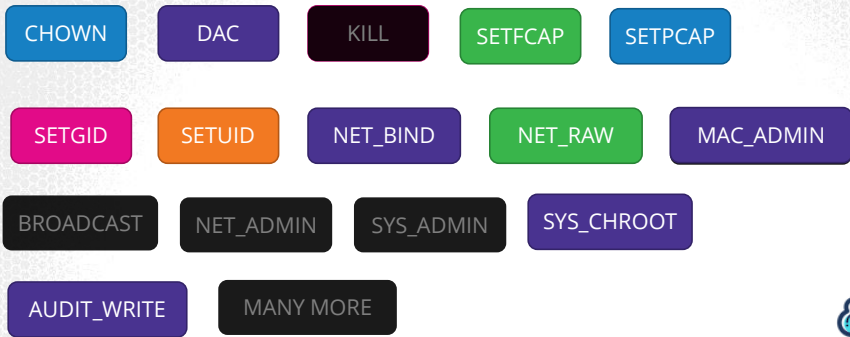 CHOWN DAC KILL SETFCAP SETPCAP
SETGID SETUID NET_BIND NET_RAW MAC_ADMIN
BROADCAST NET_ADMIN SYS_ADMIN SYS_CHROOT
AUDIT_WRITE MANY MORE